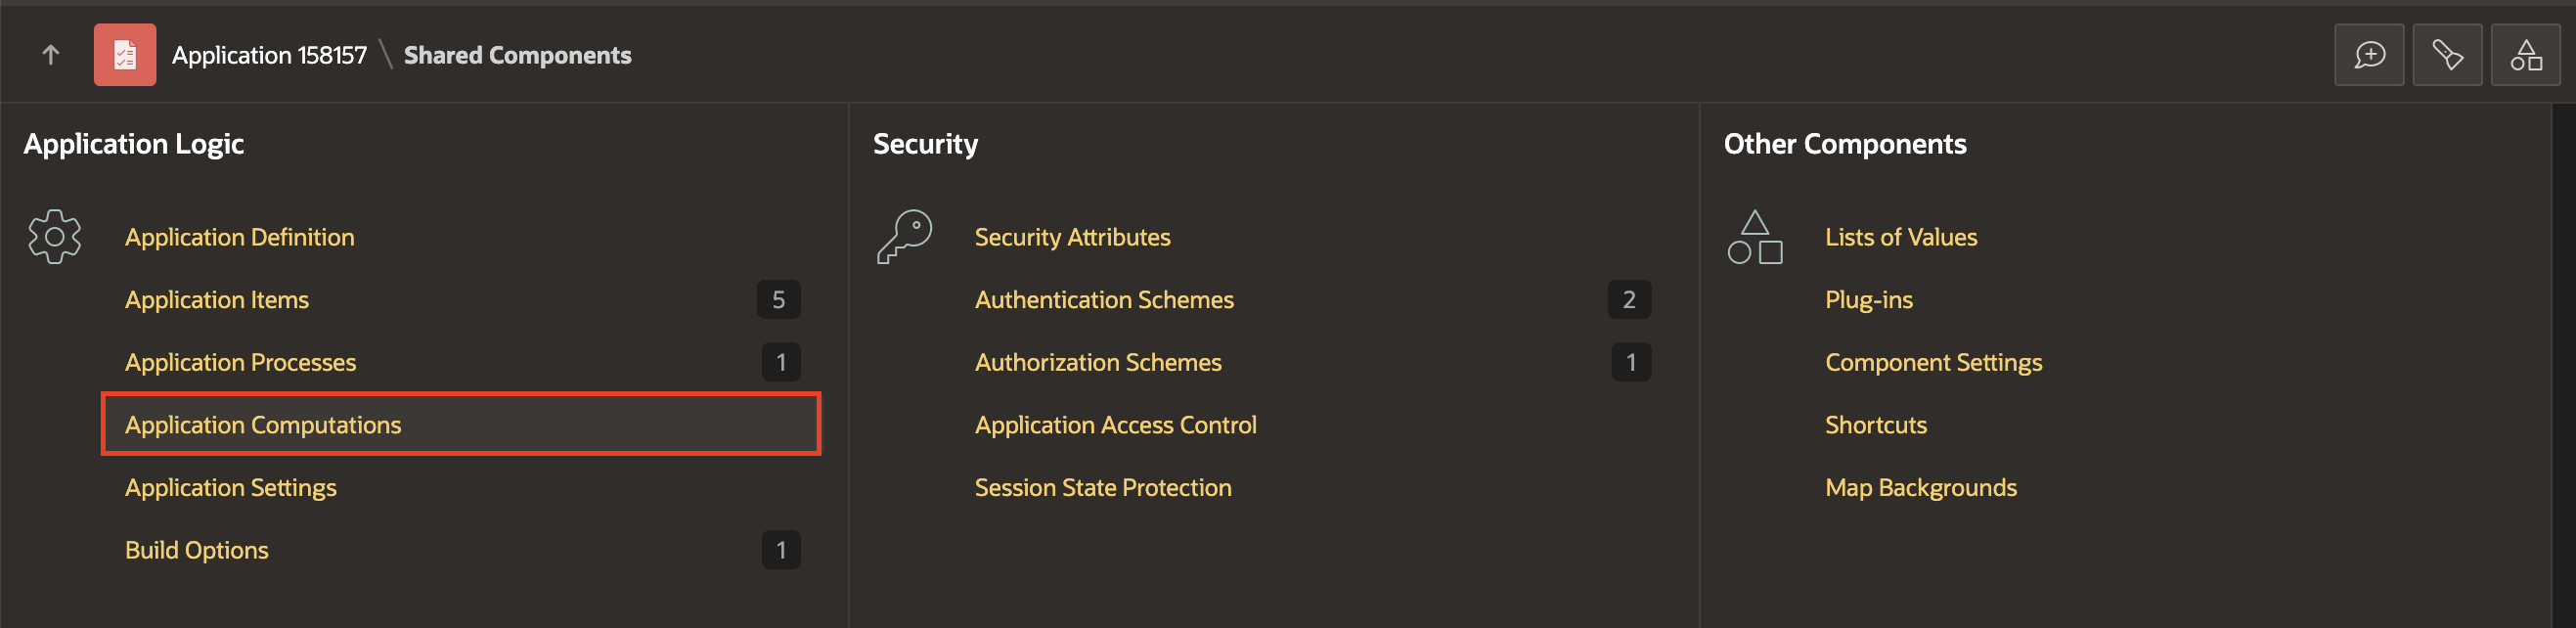 Application 158157 \ Shared Components
Application Logic
Application Definition
Application Items 5
Application Processes 1
Application Computations
Application Settings
Build Options 1
Security
Security Attributes
Authentication Schemes 2
Authorization Schemes 1
Application Access Control
Session State Protection
Other Components
Lists of Values
Plug-ins
Component Settings
Shortcuts
Map Backgrounds